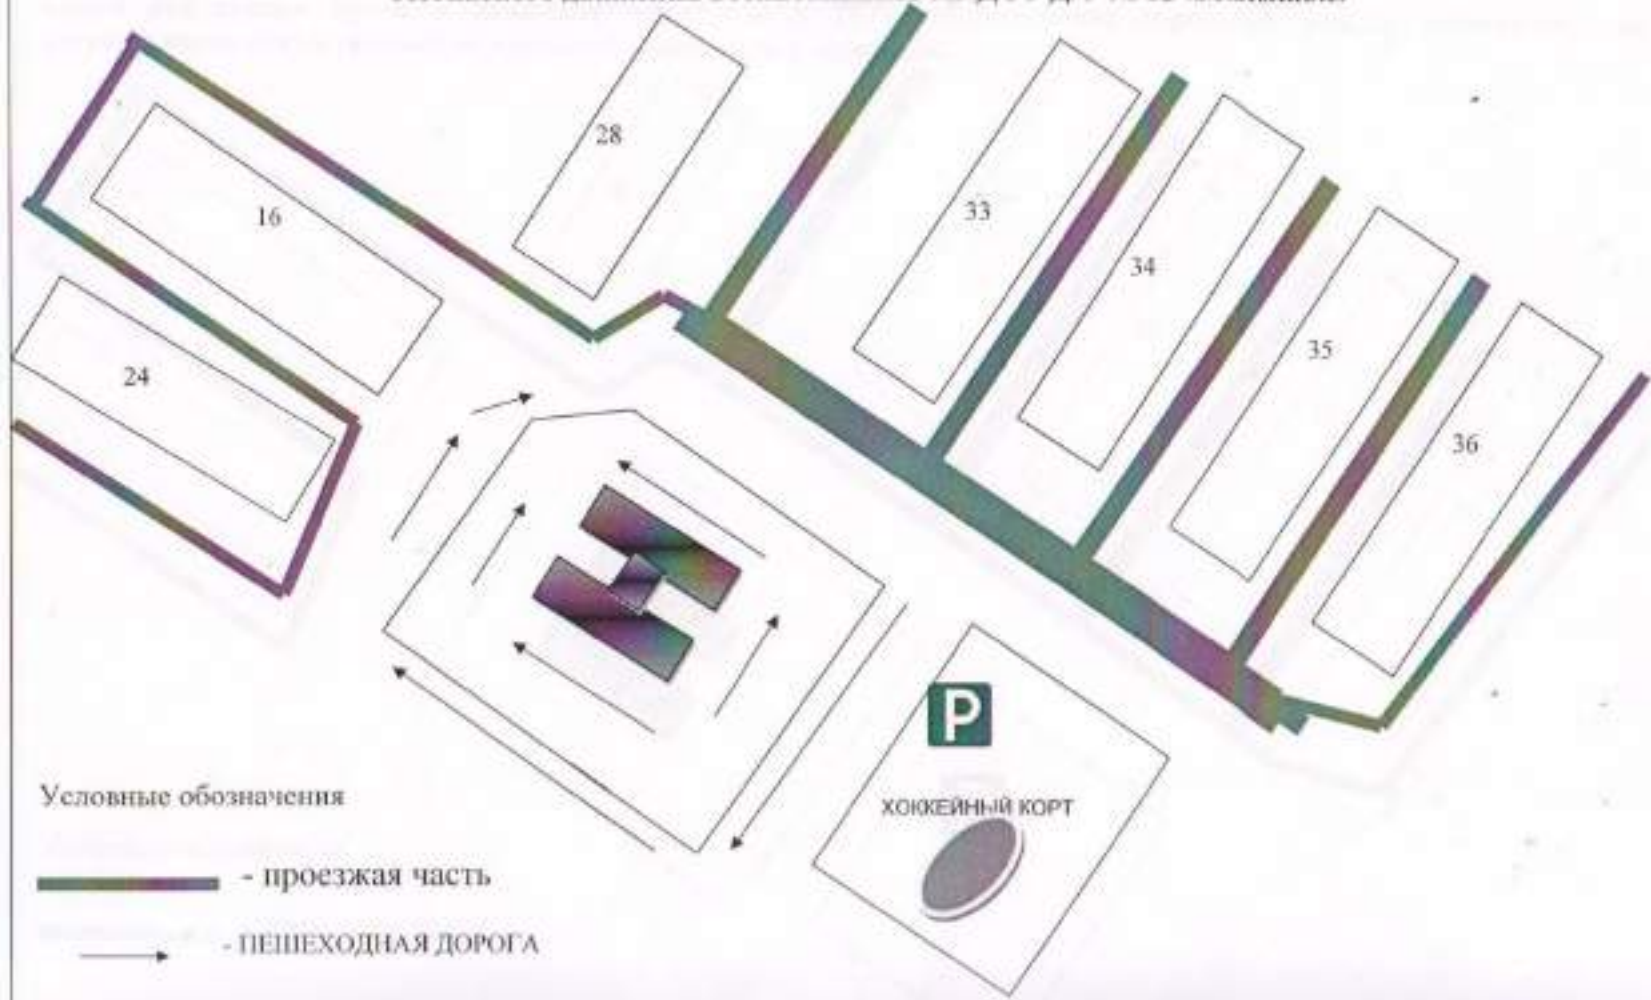 28
33
16
34
35
24
36
P
Условные обозначения
ХОККЕЙНЫЙ КОРТ
- проезжая часть
- ПЕШЕХОДНАЯ ДОРОГА